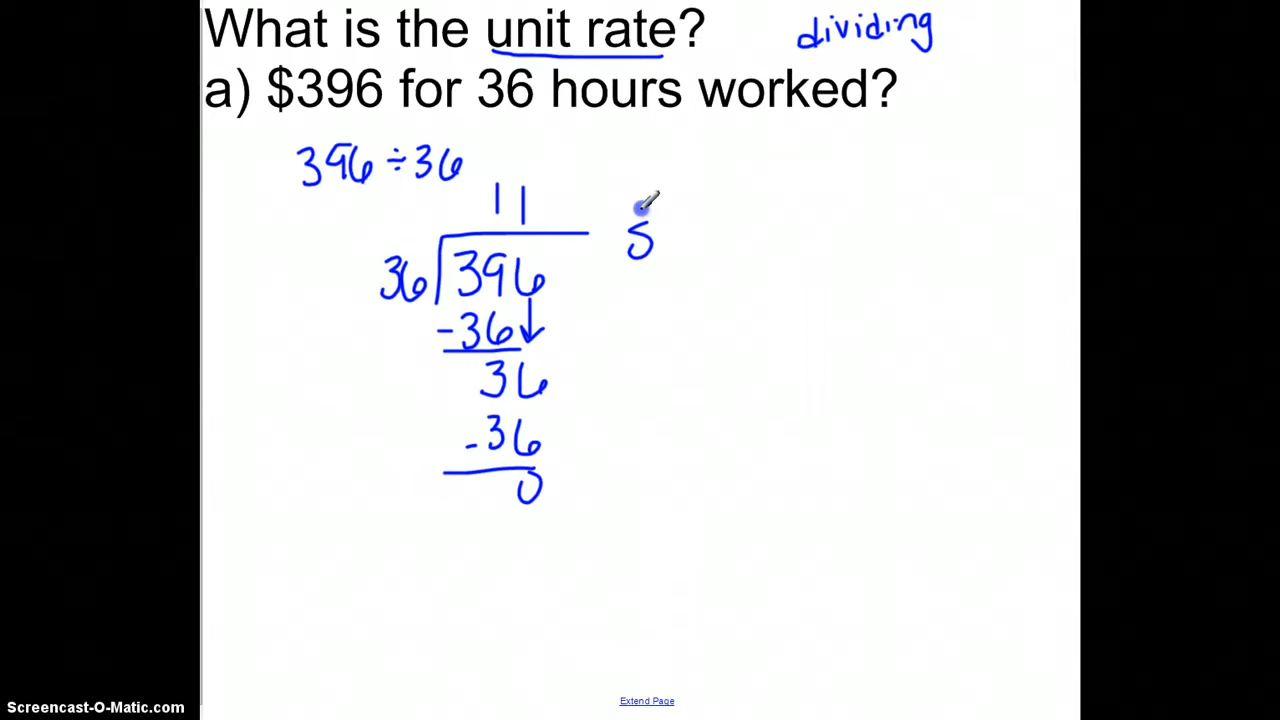 What is the unit rate? dividing
a) $396 for 36 hours worked?
396 ÷ 36
11
36 396 S
-36
36
-36
0
Extend Page
Screencast-O-Matic.com